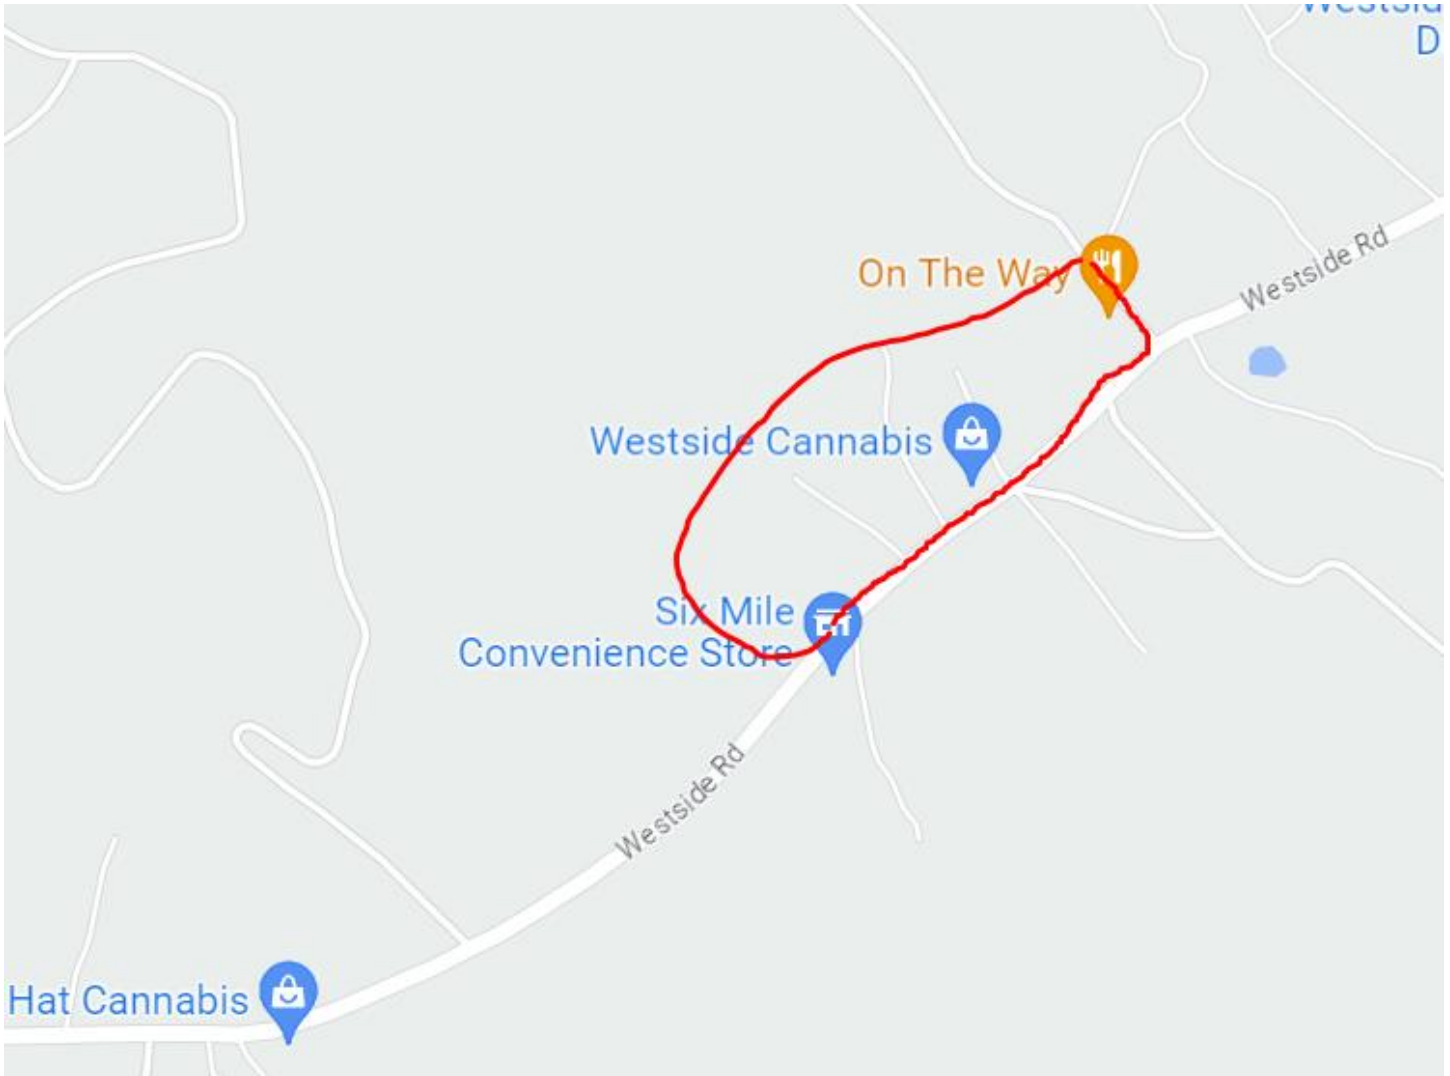 D
On The Way
Westside Rd
Westside Cannabis
Six Mile
Convenience Store
Westside Rd
Hat Cannabis